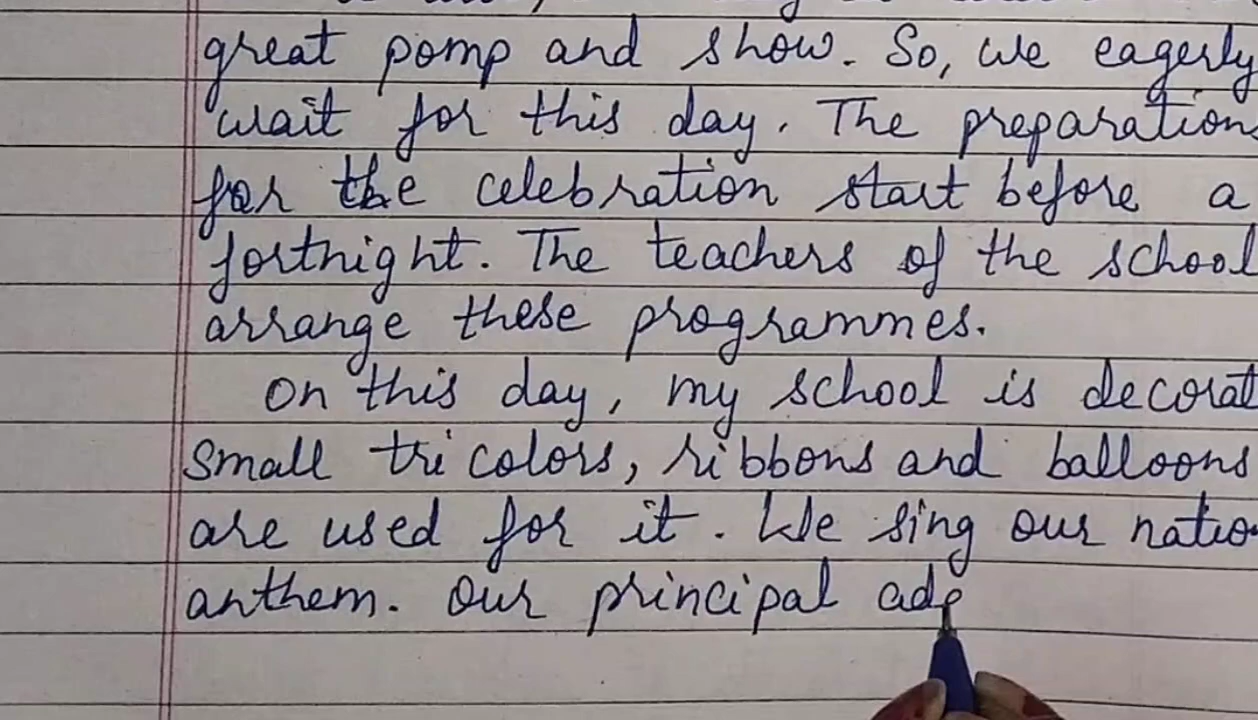 great pomp and show. So, we eagerly
wait for this day. The preparation
for the celebration start before a
fortnight. The teachers of the school
arrange these programmes.
On this day, my school is decorat
small tricolors, ribbons and balloons
are used for it. We sing our natio
anthem. Our principal ad